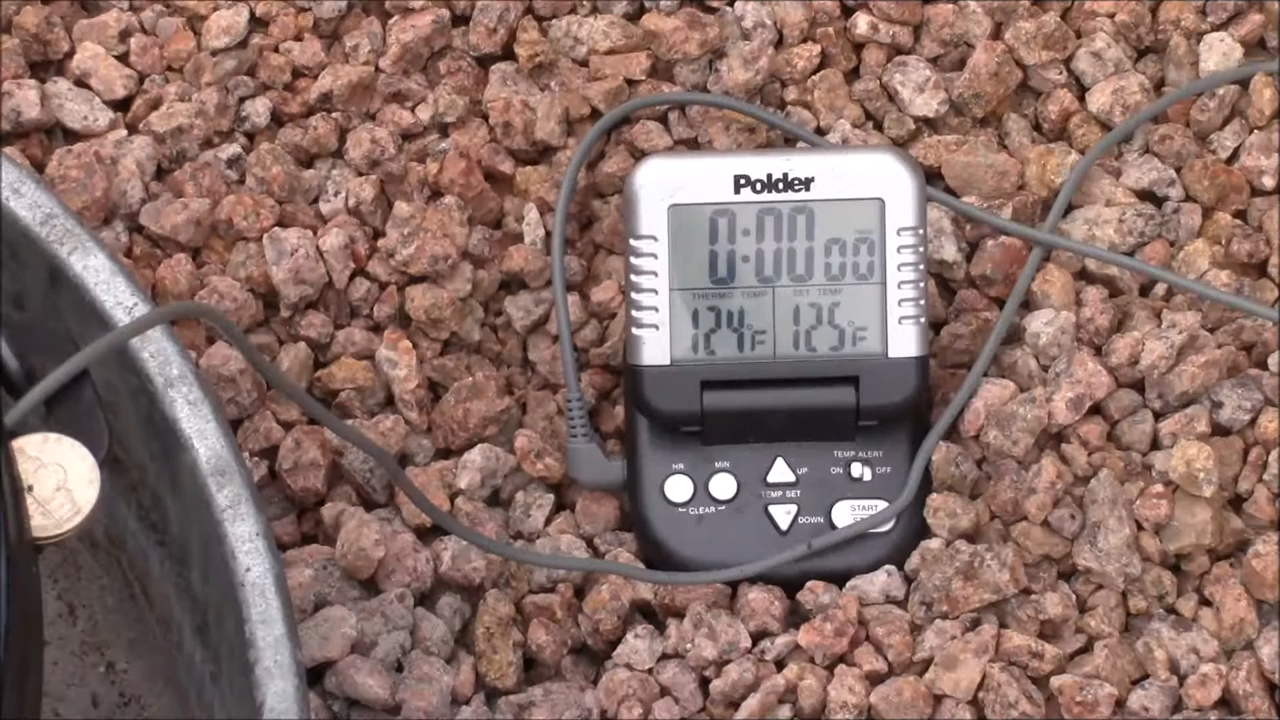 Polder
0:00 00
THERMO TEMP SET TEMP
124°F 125°F
HR MIN UP TEMP ALERT
ON OFF
TEMP SET
CLEAR DOWN START